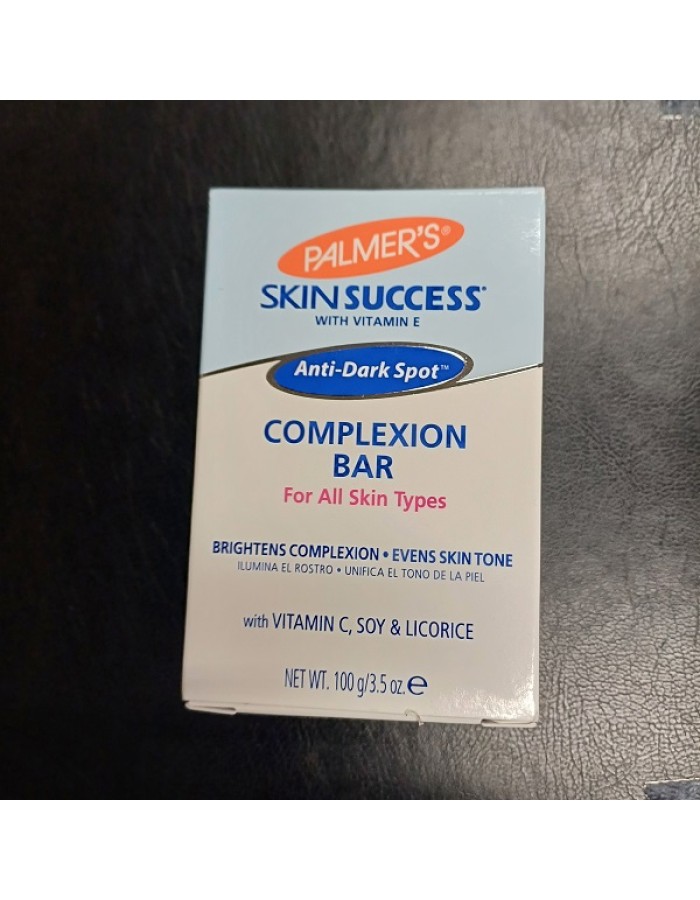 PALMER'S®
SKIN SUCCESS®
WITH VITAMIN E
Anti-Dark Spot™
COMPLEXION
BAR
For All Skin Types
BRIGHTENS COMPLEXION • EVENS SKIN TONE
ILUMINA EL ROSTRO • UNIFICA EL TONO DE LA PIEL
with VITAMIN C, SOY & LICORICE
NET WT. 100 g/3.5 oz. ℮